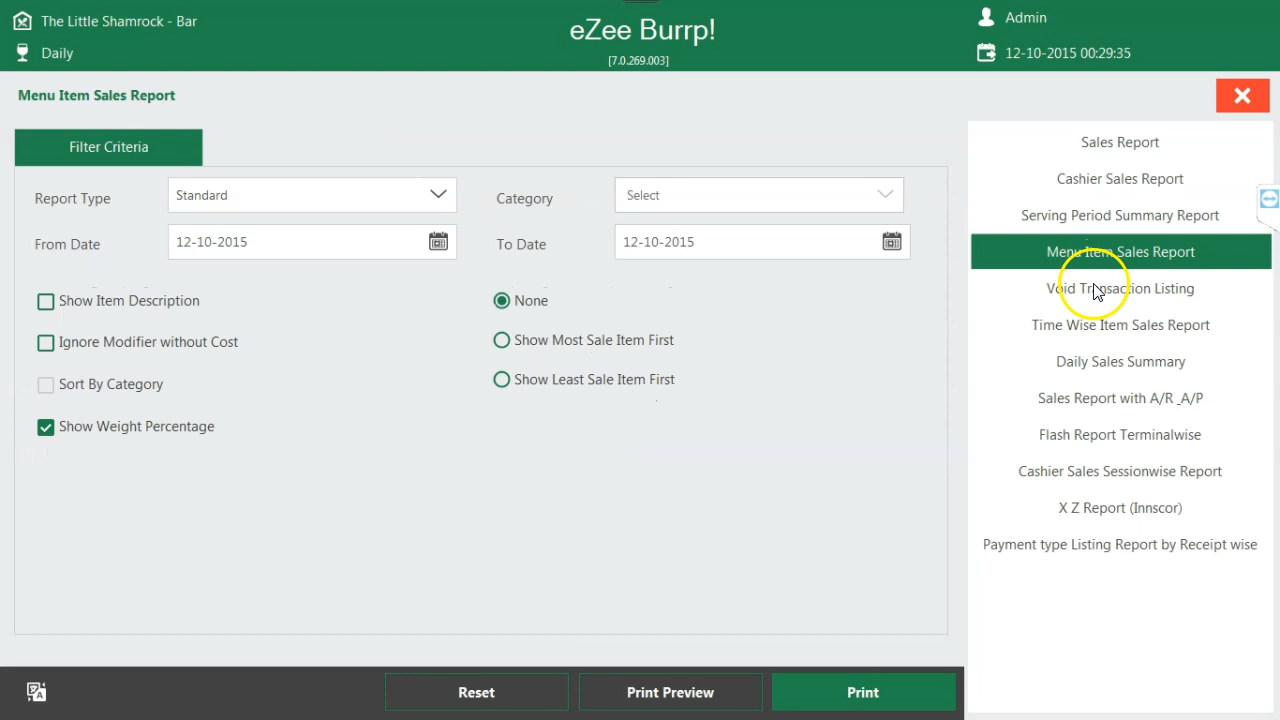 The Little Shamrock - Bar
Daily
eZee Burrp!
[7.0.269.003]
Admin
12-10-2015 00:29:35
Menu Item Sales Report
Filter Criteria
Report Type
Standard
Category
Select
From Date
12-10-2015
To Date
12-10-2015
Show Item Description
None
Ignore Modifier without Cost
Show Most Sale Item First
Sort By Category
Show Least Sale Item First
Show Weight Percentage
Sales Report
Cashier Sales Report
Serving Period Summary Report
Menu Item Sales Report
Void Transaction Listing
Time Wise Item Sales Report
Daily Sales Summary
Sales Report with A/R _A/P
Flash Report Terminalwise
Cashier Sales Sessionwise Report
X Z Report (Innscor)
Payment type Listing Report by Receipt wise
Reset
Print Preview
Print